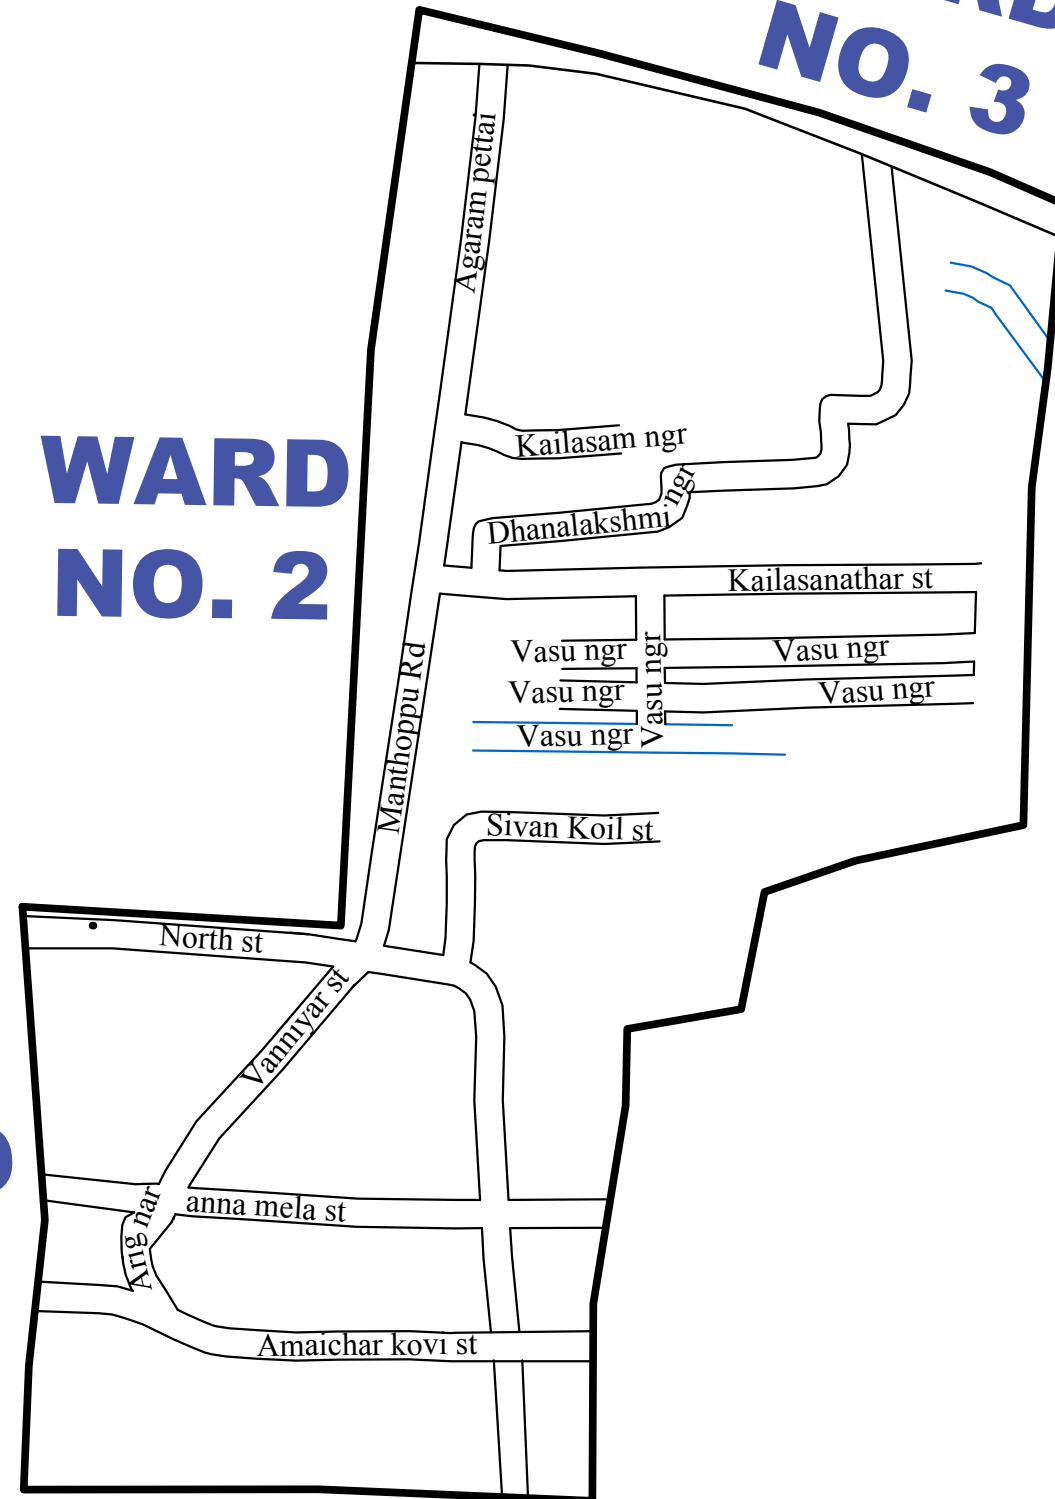 NO. 3
Agaram pettai
WARD
NO. 2
Kailasam ngr
Dhanalakshmi ngr
Kailasanathar st
Vasu ngr
Vasu ngr
Vasu ngr
Vasu ngr
Vasu ngr
Vasu ngr
Manthoppu Rd
Sivan Koil st
North st
Vanniyar st
Arig nar
anna mela st
Amaichar kovi st